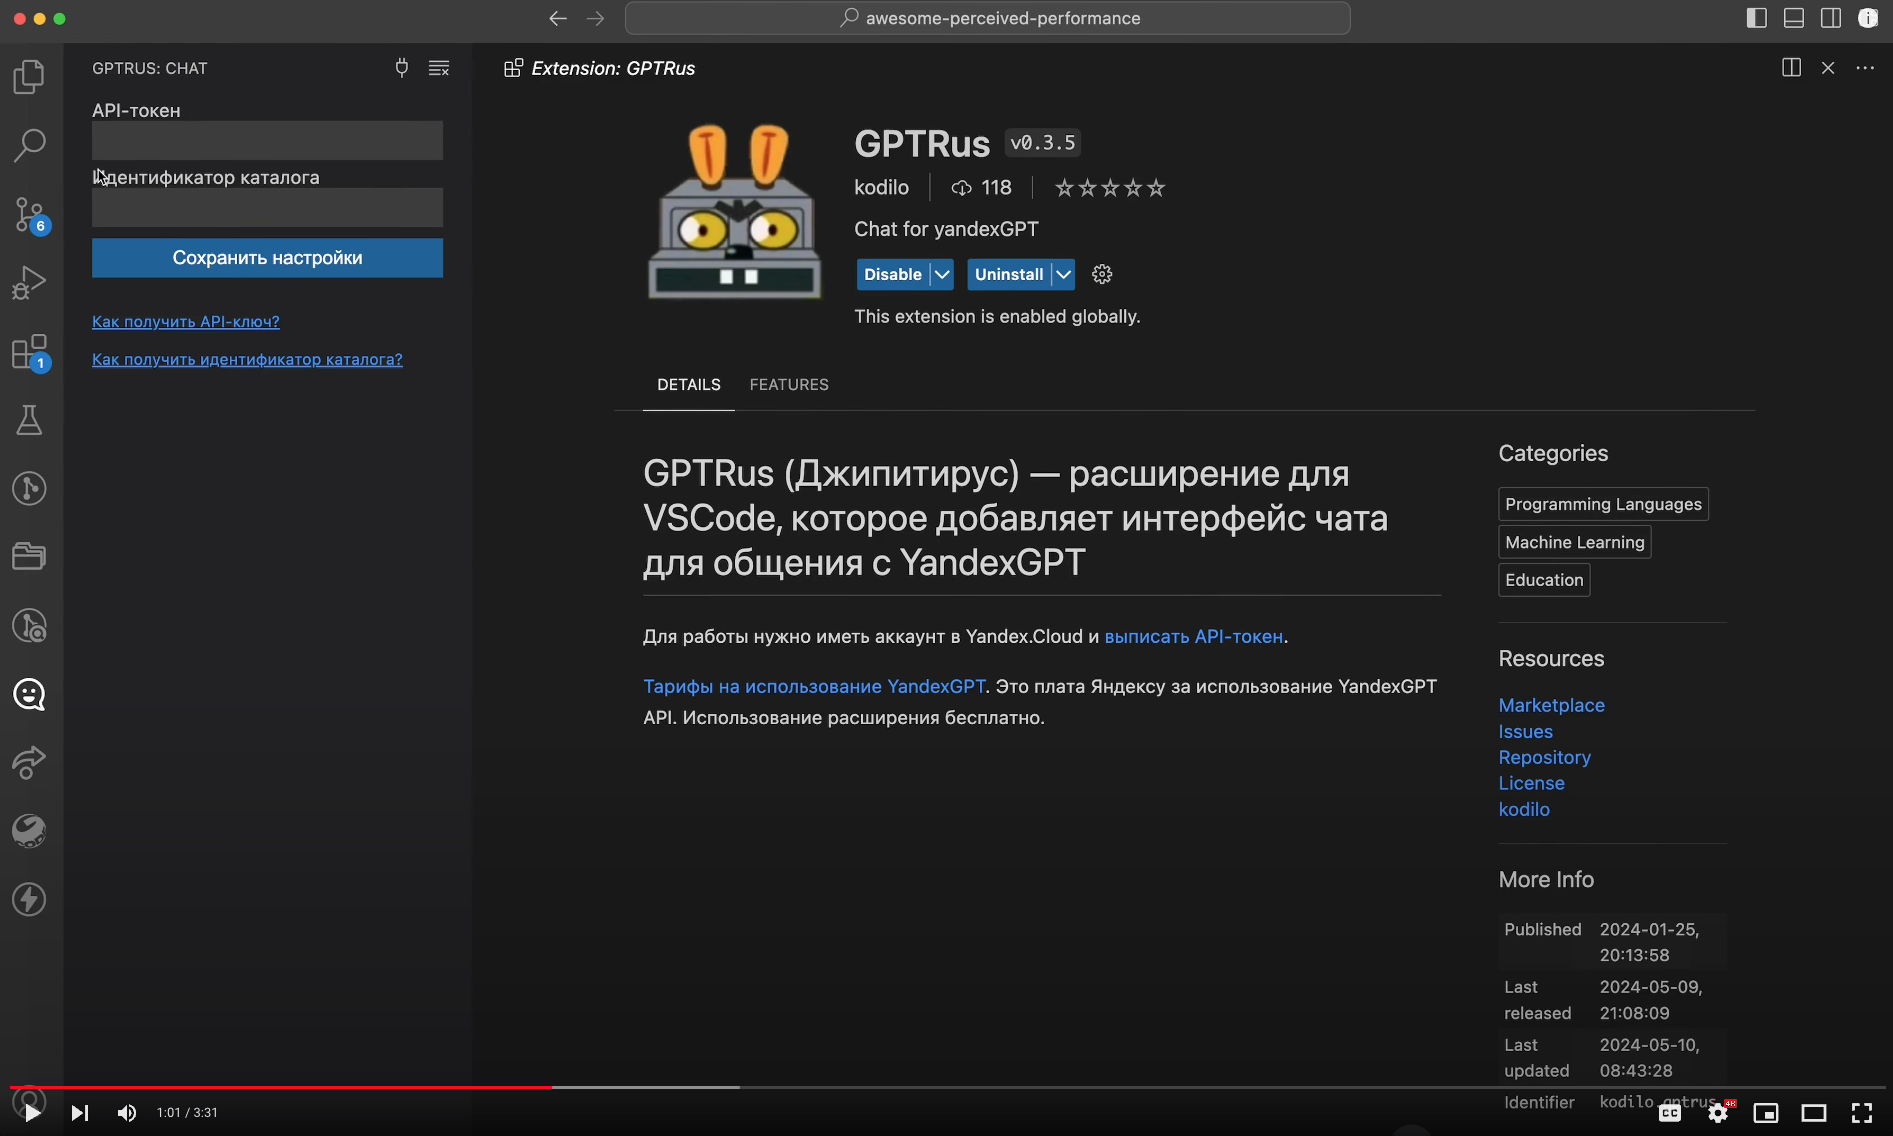 awesome-perceived-performance
GPTRUS: CHAT
API-токен
Идентификатор каталога
Сохранить настройки
Как получить API-ключ?
Как получить идентификатор каталога?
6
1
Extension: GPTRus
GPTRus v0.3.5
kodilo 118
Chat for yandexGPT
Disable Uninstall
This extension is enabled globally.
DETAILS FEATURES
GPTRus (Джипитирус) — расширение для
VSCode, которое добавляет интерфейс чата
для общения с YandexGPT
Для работы нужно иметь аккаунт в Yandex.Cloud и выписать API-токен.
Тарифы на использование YandexGPT. Это плата Яндексу за использование YandexGPT
API. Использование расширения бесплатно.
Categories
Programming Languages
Machine Learning
Education
Resources
Marketplace
Issues
Repository
License
kodilo
More Info
Published 2024-01-25,
20:13:58
Last 2024-05-09,
released 21:08:09
Last 2024-05-10,
updated 08:43:28
Identifier kodilo.gptrus
1:01 / 3:31
CC
4K